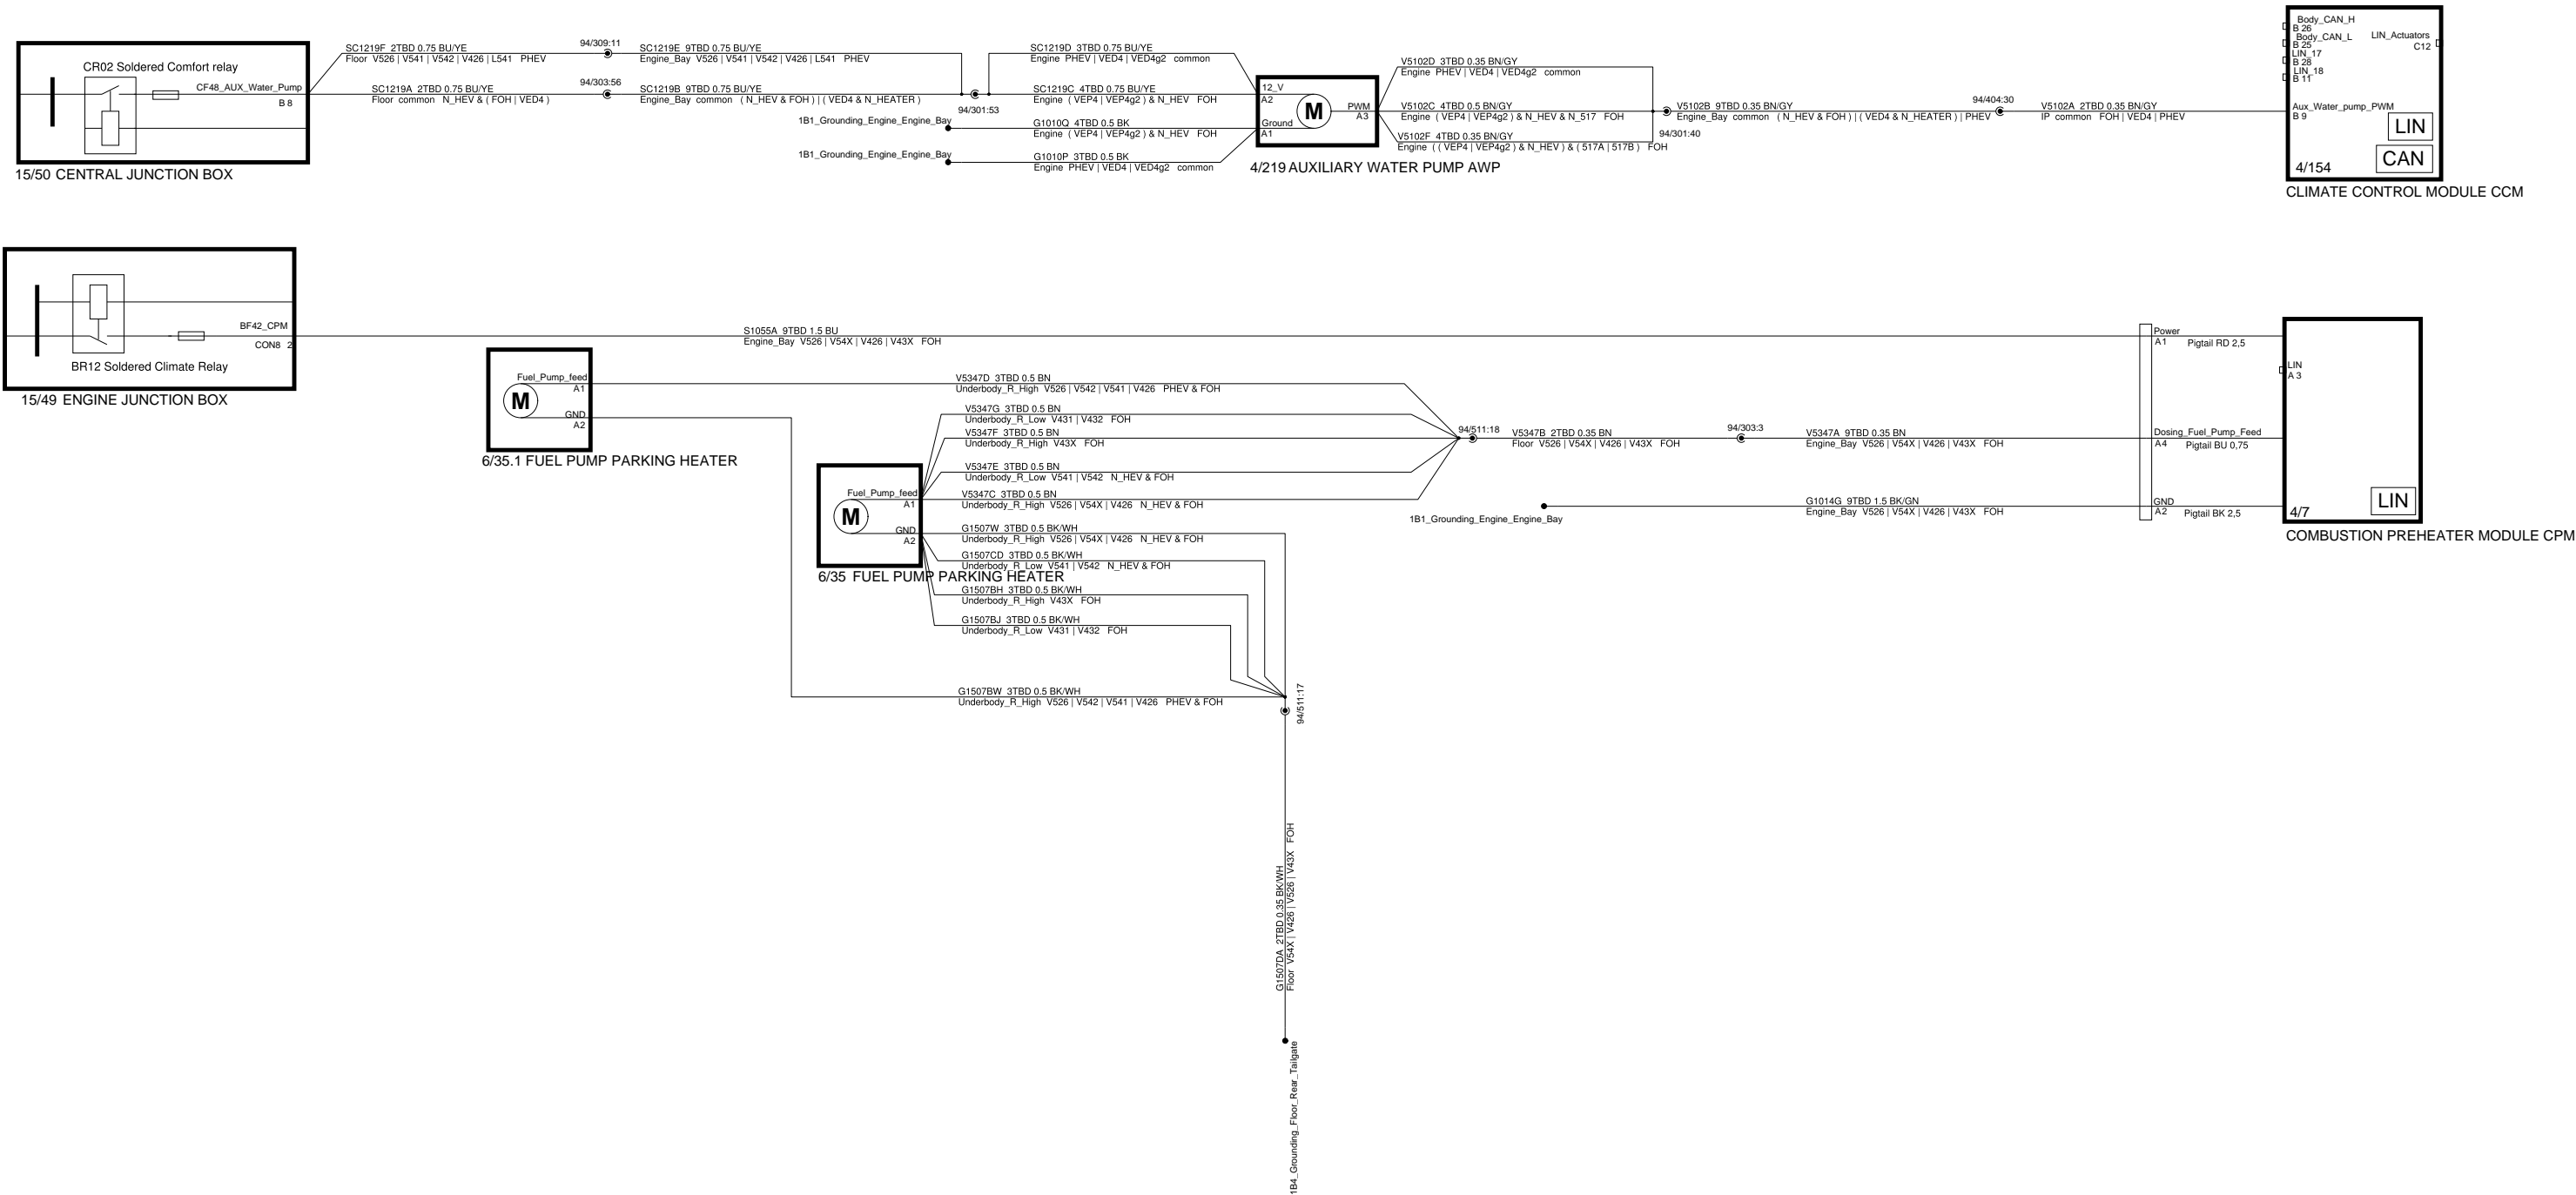 CR02 Soldered Comfort relay
CF48_AUX_Water_Pump
B 8
15/50 CENTRAL JUNCTION BOX
SC1219F 2TBD 0.75 BU/YE
Floor V526 | V541 | V542 | V426 | L541 PHEV
94/309:11
SC1219E 9TBD 0.75 BU/YE
Engine_Bay V526 | V541 | V542 | V426 | L541 PHEV
SC1219A 2TBD 0.75 BU/YE
Floor common N_HEV & ( FOH | VED4 )
94/303:56
SC1219B 9TBD 0.75 BU/YE
Engine_Bay common ( N_HEV & FOH ) | ( VED4 & N_HEATER )
94/301:53
SC1219D 3TBD 0.75 BU/YE
Engine PHEV | VED4 | VED4g2 common
SC1219C 4TBD 0.75 BU/YE
Engine ( VEP4 | VEP4g2 ) & N_HEV FOH
1B1_Grounding_Engine_Engine_Bay
G1010Q 4TBD 0.5 BK
Engine ( VEP4 | VEP4g2 ) & N_HEV FOH
1B1_Grounding_Engine_Engine_Bay
G1010P 3TBD 0.5 BK
Engine PHEV | VED4 | VED4g2 common
12_V
A2
Ground
A1
M
PWM
A3
4/219 AUXILIARY WATER PUMP AWP
V5102D 3TBD 0.35 BN/GY
Engine PHEV | VED4 | VED4g2 common
V5102C 4TBD 0.5 BN/GY
Engine ( VEP4 | VEP4g2 ) & N_HEV & N_517 FOH
V5102F 4TBD 0.35 BN/GY
Engine ( ( VEP4 | VEP4g2 ) & N_HEV ) & ( 517A | 517B ) FOH
94/301:40
V5102B 9TBD 0.35 BN/GY
Engine_Bay common ( N_HEV & FOH ) | ( VED4 & N_HEATER ) | PHEV
94/404:30
V5102A 2TBD 0.35 BN/GY
IP common FOH | VED4 | PHEV
Body_CAN_H
B 26
Body_CAN_L
B 25
LIN_17
B 28
LIN_18
B 11
LIN_Actuators
C12
Aux_Water_pump_PWM
B 9
LIN
CAN
4/154
CLIMATE CONTROL MODULE CCM
BF42_CPM
CON8 2
BR12 Soldered Climate Relay
15/49 ENGINE JUNCTION BOX
S1055A 9TBD 1.5 BU
Engine_Bay V526 | V54X | V426 | V43X FOH
Fuel_Pump_feed
A1
M
GND
A2
6/35.1 FUEL PUMP PARKING HEATER
V5347D 3TBD 0.5 BN
Underbody_R_High V526 | V542 | V541 | V426 PHEV & FOH
V5347G 3TBD 0.5 BN
Underbody_R_Low V431 | V432 FOH
V5347F 3TBD 0.5 BN
Underbody_R_High V43X FOH
V5347E 3TBD 0.5 BN
Underbody_R_Low V541 | V542 N_HEV & FOH
V5347C 3TBD 0.5 BN
Underbody_R_High V526 | V54X | V426 N_HEV & FOH
94/511:18
V5347B 2TBD 0.35 BN
Floor V526 | V54X | V426 | V43X FOH
94/303:3
V5347A 9TBD 0.35 BN
Engine_Bay V526 | V54X | V426 | V43X FOH
Fuel_Pump_feed
A1
M
GND
A2
6/35 FUEL PUMP PARKING HEATER
G1507W 3TBD 0.5 BK/WH
Underbody_R_High V526 | V54X | V426 N_HEV & FOH
G1507CD 3TBD 0.5 BK/WH
Underbody_R_Low V541 | V542 N_HEV & FOH
G1507BH 3TBD 0.5 BK/WH
Underbody_R_High V43X FOH
G1507BJ 3TBD 0.5 BK/WH
Underbody_R_Low V431 | V432 FOH
G1507BW 3TBD 0.5 BK/WH
Underbody_R_High V526 | V542 | V541 | V426 PHEV & FOH
94/511:17
G1507DA 2TBD 0.35 BK/WH
Floor V54X | V426 | V526 | V43X FOH
1B4_Grounding_Floor_Rear_Tailgate
1B1_Grounding_Engine_Engine_Bay
G1014G 9TBD 1.5 BK/GN
Engine_Bay V526 | V54X | V426 | V43X FOH
Power
A1
Pigtail RD 2,5
LIN
A 3
Dosing_Fuel_Pump_Feed
A4
Pigtail BU 0,75
GND
A2
Pigtail BK 2,5
LIN
4/7
COMBUSTION PREHEATER MODULE CPM